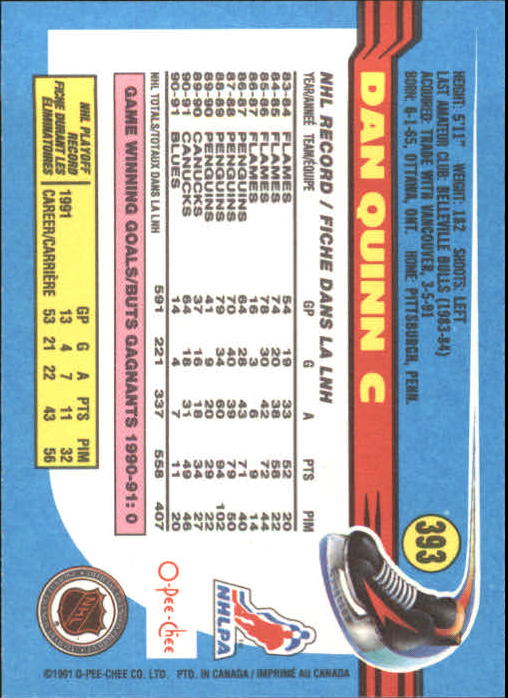 393
HEIGHT: 5'11" WEIGHT: 182 SHOOTS: LEFT
LAST AMATEUR CLUB: BELLEVILLE BULLS (1983-84)
ACQUIRED: TRADE WITH VANCOUVER, 3-5-91
BORN: 6-1-65, OTTAWA, ONT. HOME: PITTSBURGH, PENN.
DAN QUINN C
NHL RECORD / FICHE DANS LA LNH
YEAR/ANNÉE TEAM/ÉQUIPE GP G A PTS PIM
83-84 FLAMES 54 19 33 52 20
84-85 FLAMES 74 20 38 58 22
85-86 FLAMES 78 30 42 72 44
86-87 FLAMES 16 3 6 9 14
86-87 PENGUINS 64 28 43 71 40
87-88 PENGUINS 70 40 39 79 50
88-89 PENGUINS 79 34 60 94 102
89-90 PENGUINS 41 9 20 29 22
89-90 CANUCKS 37 16 18 34 27
90-91 CANUCKS 64 18 31 49 46
90-91 BLUES 14 4 7 11 20
NHL TOTALS/TOTAUX DANS LA LNH 591 221 337 558 407
GAME WINNING GOALS/BUTS GAGNANTS 1990-91: 0
NHL PLAYOFF RECORD
FICHE DURANT LES ÉLIMINATOIRES
GP G A PTS PIM
1991 13 4 7 11 32
CAREER/CARRIÈRE 53 21 22 43 56
NHLPA
O-Pee-Chee
NHL
©1991 O-PEE-CHEE CO. LTD. PTD. IN CANADA / IMPRIMÉ AU CANADA